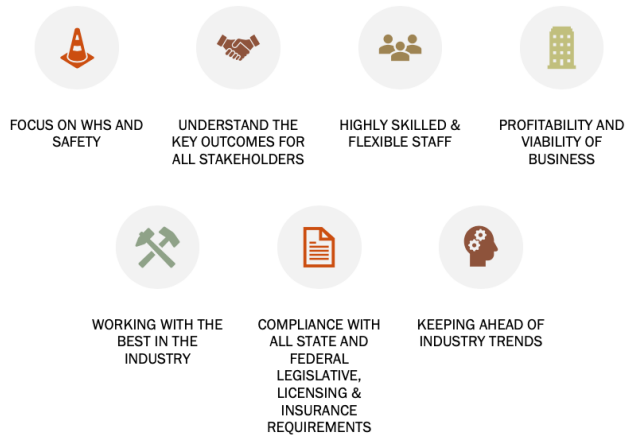 FOCUS ON WHS AND
SAFETY
UNDERSTAND THE
KEY OUTCOMES FOR
ALL STAKEHOLDERS
HIGHLY SKILLED &
FLEXIBLE STAFF
PROFITABILITY AND
VIABILITY OF
BUSINESS
WORKING WITH THE
BEST IN THE
INDUSTRY
COMPLIANCE WITH
ALL STATE AND
FEDERAL
LEGISLATIVE,
LICENSING &
INSURANCE
REQUIREMENTS
KEEPING AHEAD OF
INDUSTRY TRENDS